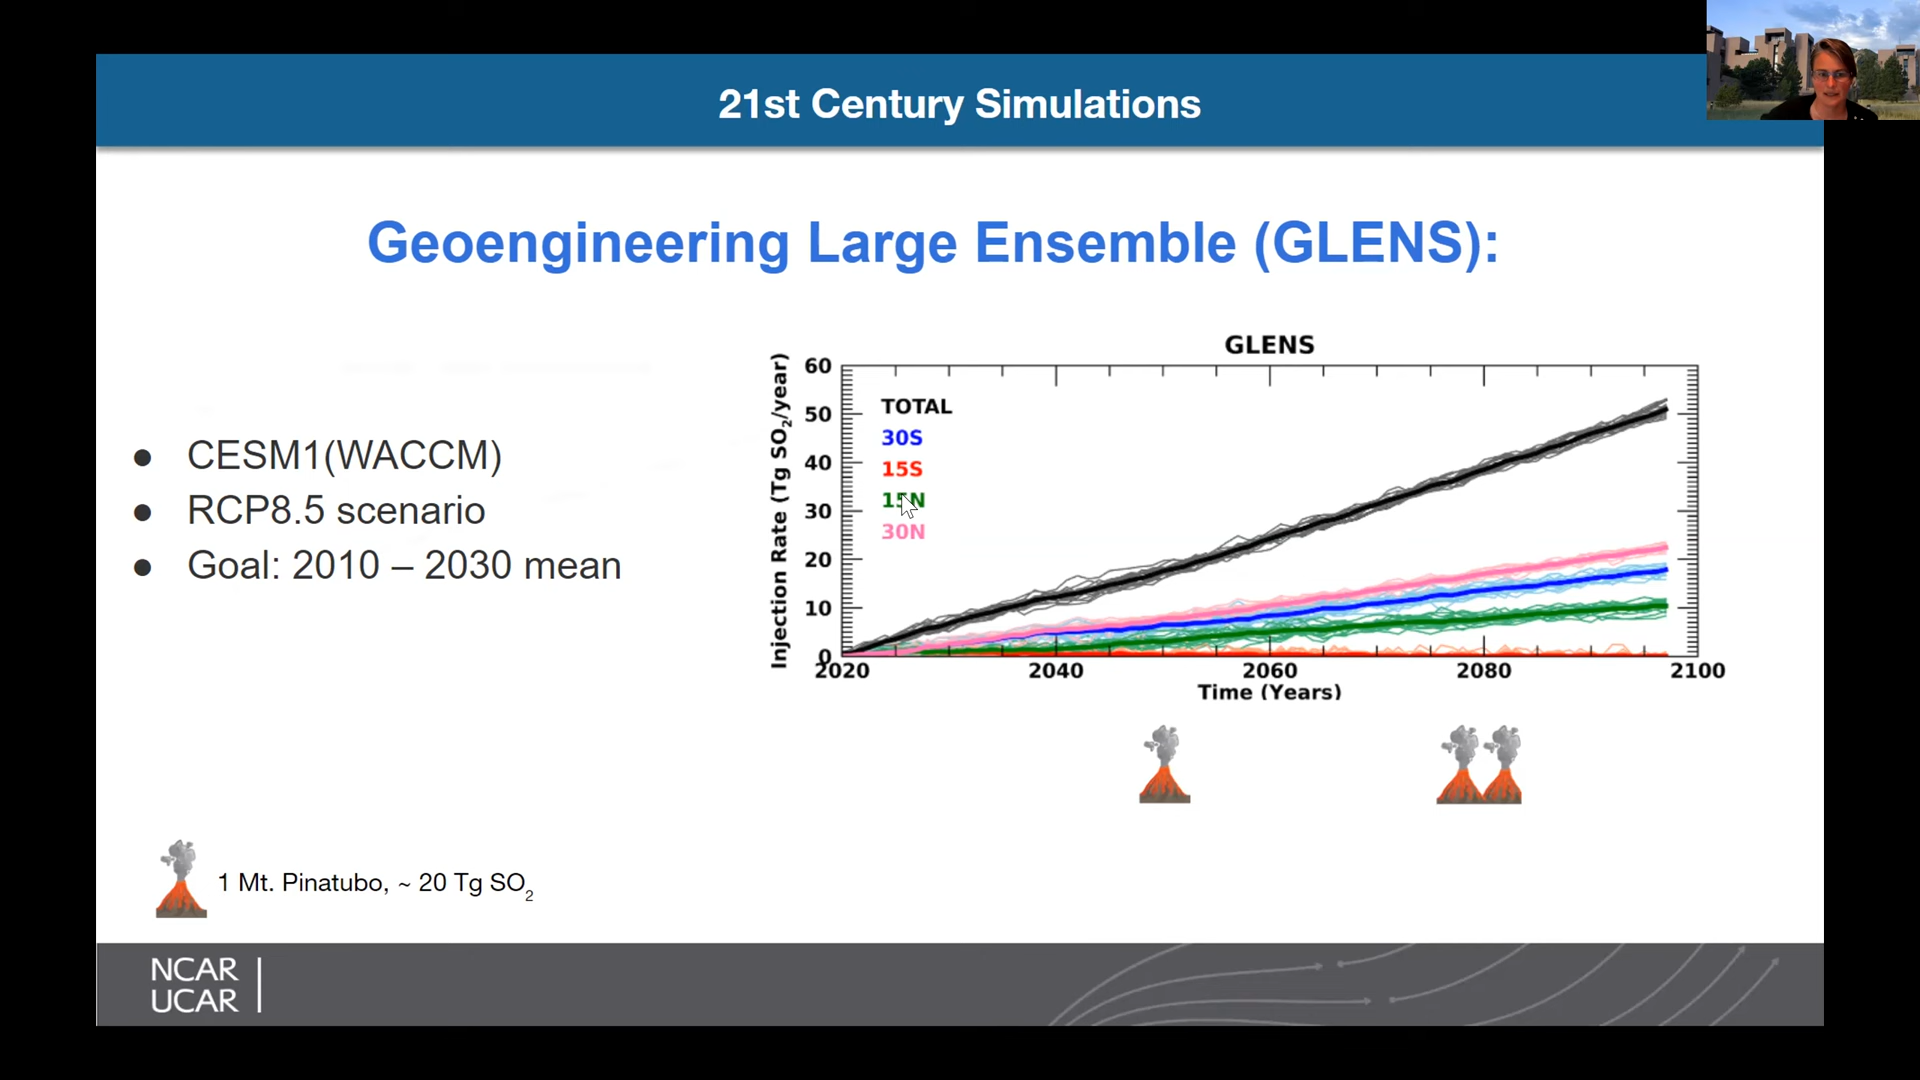 21st Century Simulations
Geoengineering Large Ensemble (GLENS):
● CESM1(WACCM)
● RCP8.5 scenario
● Goal: 2010 – 2030 mean
GLENS
Injection Rate (Tg SO₂/year)
60
50
40
30
20
10
0
TOTAL
30S
15S
15N
30N
2020 2040 2060 2080 2100
Time (Years)
1 Mt. Pinatubo, ~ 20 Tg SO₂
NCAR
UCAR